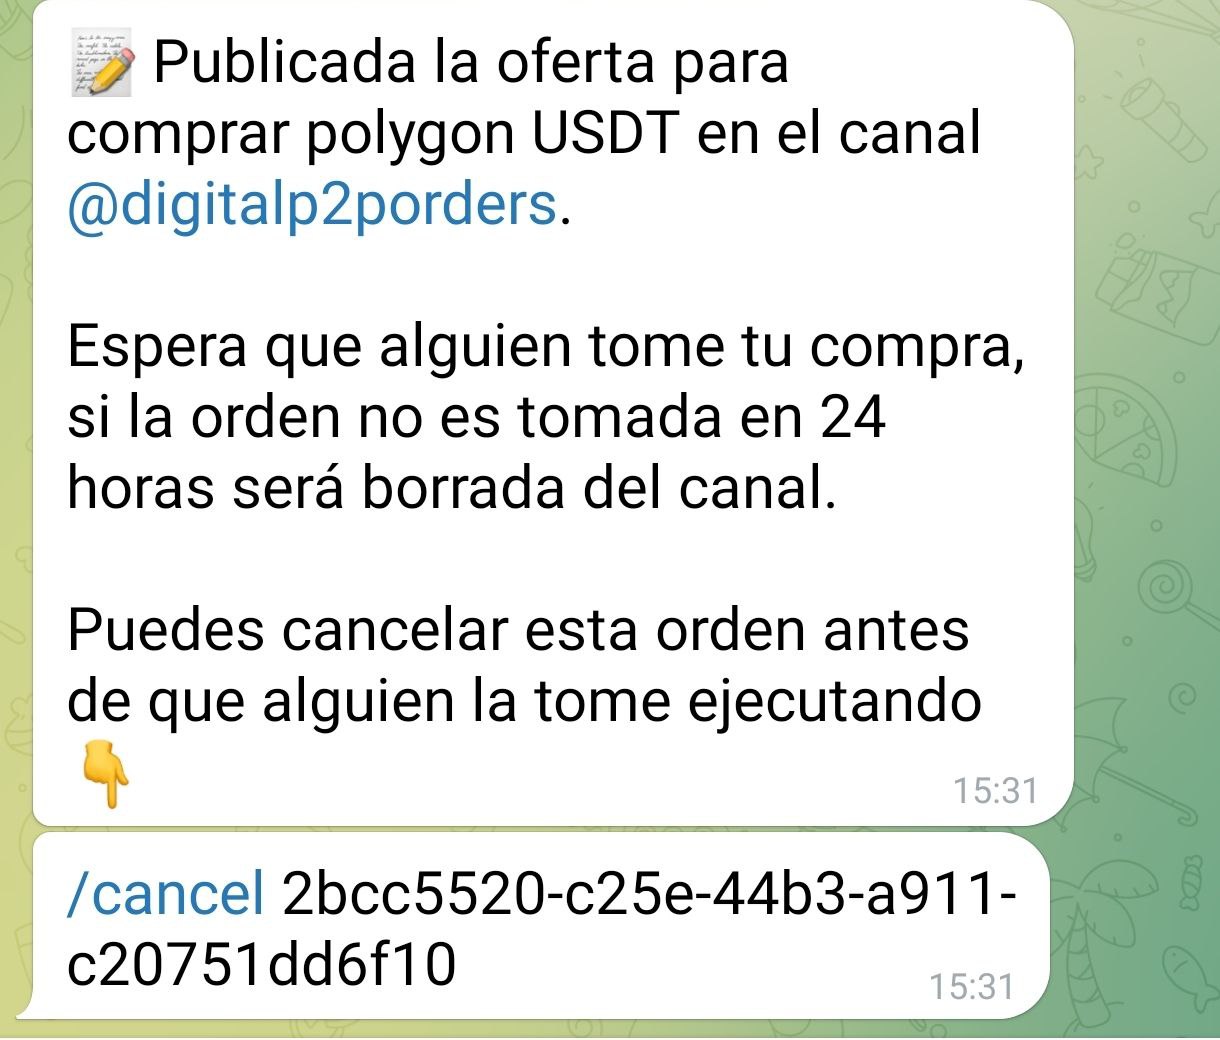 Publicada la oferta para
comprar polygon USDT en el canal
@digitalp2porders.
Espera que alguien tome tu compra,
si la orden no es tomada en 24
horas será borrada del canal.
Puedes cancelar esta orden antes
de que alguien la tome ejecutando
15:31
/cancel 2bcc5520-c25e-44b3-a911-
c20751dd6f10
15:31